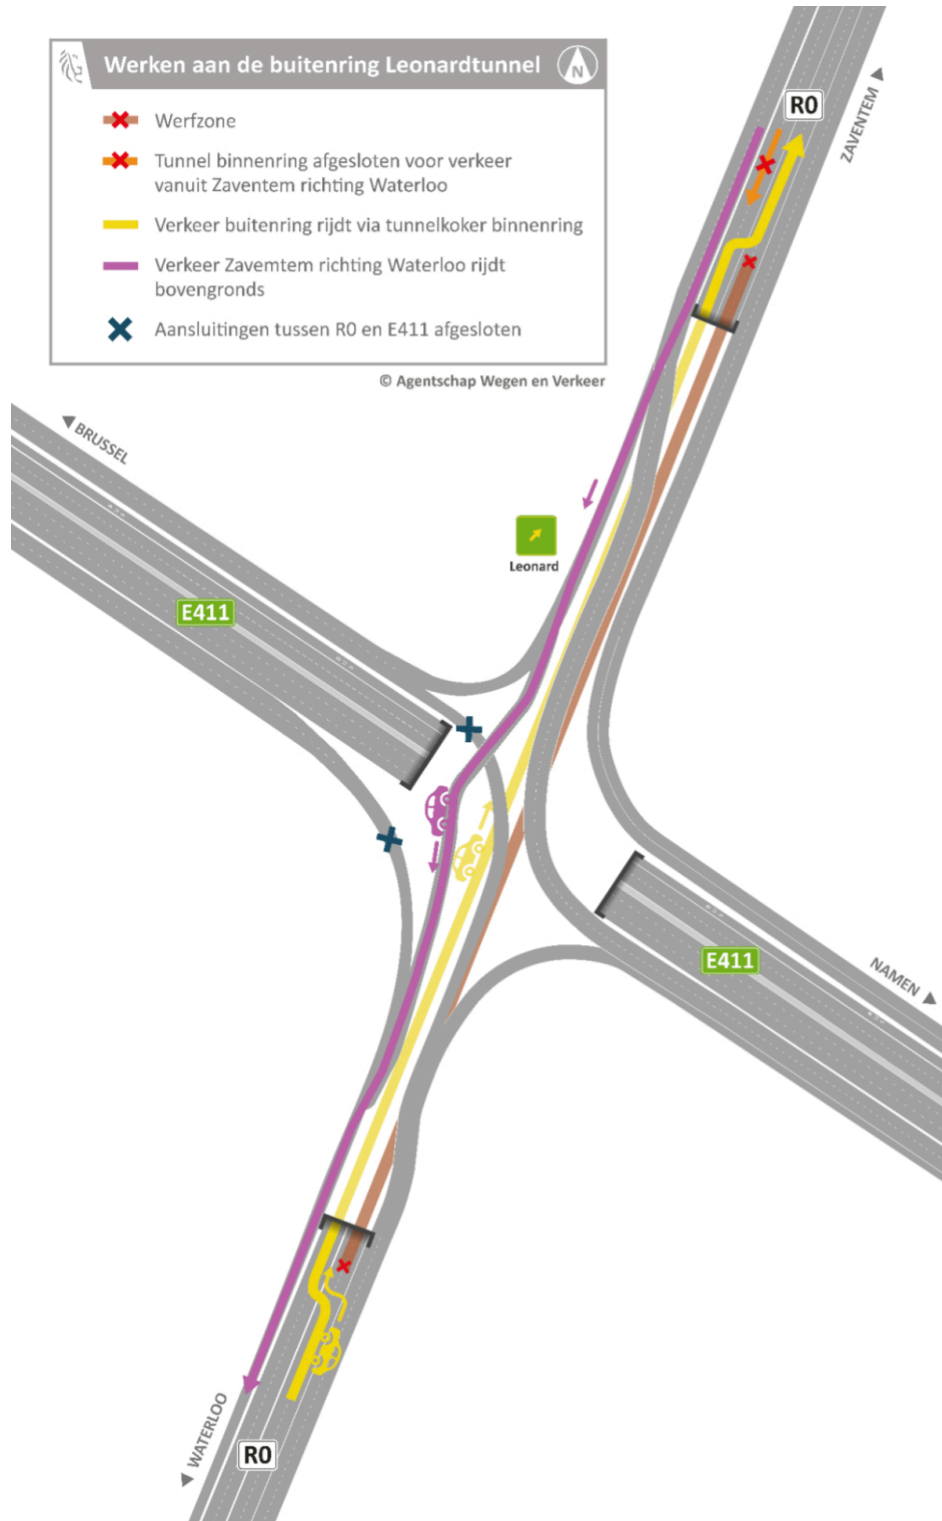 Werken aan de buitenring Leonardtunnel
N
Werfzone
Tunnel binnenring afgesloten voor verkeer
vanuit Zaventem richting Waterloo
Verkeer buitenring rijdt via tunnelkoker binnenring
Verkeer Zavemtem richting Waterloo rijdt
bovengronds
Aansluitingen tussen R0 en E411 afgesloten
© Agentschap Wegen en Verkeer
R0
ZAVENTEM
BRUSSEL
Leonard
E411
E411
NAMEN
WATERLOO
R0